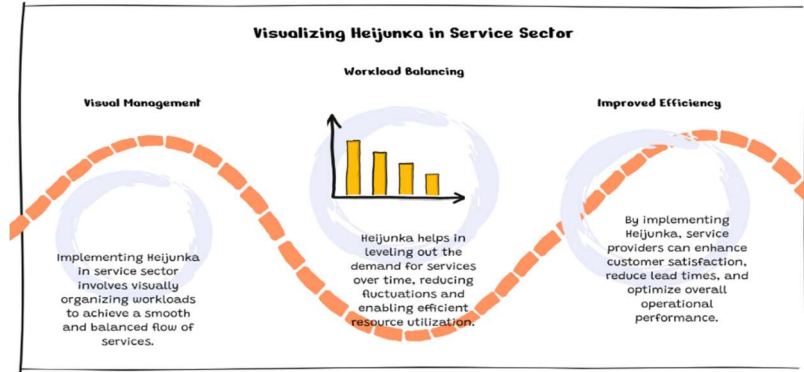 Visualizing Heijunka in Service Sector
Workload Balancing
Visual Management
Improved Efficiency
Implementing Heijunka
in service sector
involves visually
organizing workloads
to achieve a smooth
and balanced flow of
services.
Heijunka helps in
leveling out the
demand for services
over time, reducing
fluctuations and
enabling efficient
resource utilization.
By implementing
Heijunka, service
providers can enhance
customer satisfaction,
reduce lead times, and
optimize overall
operational
performance.